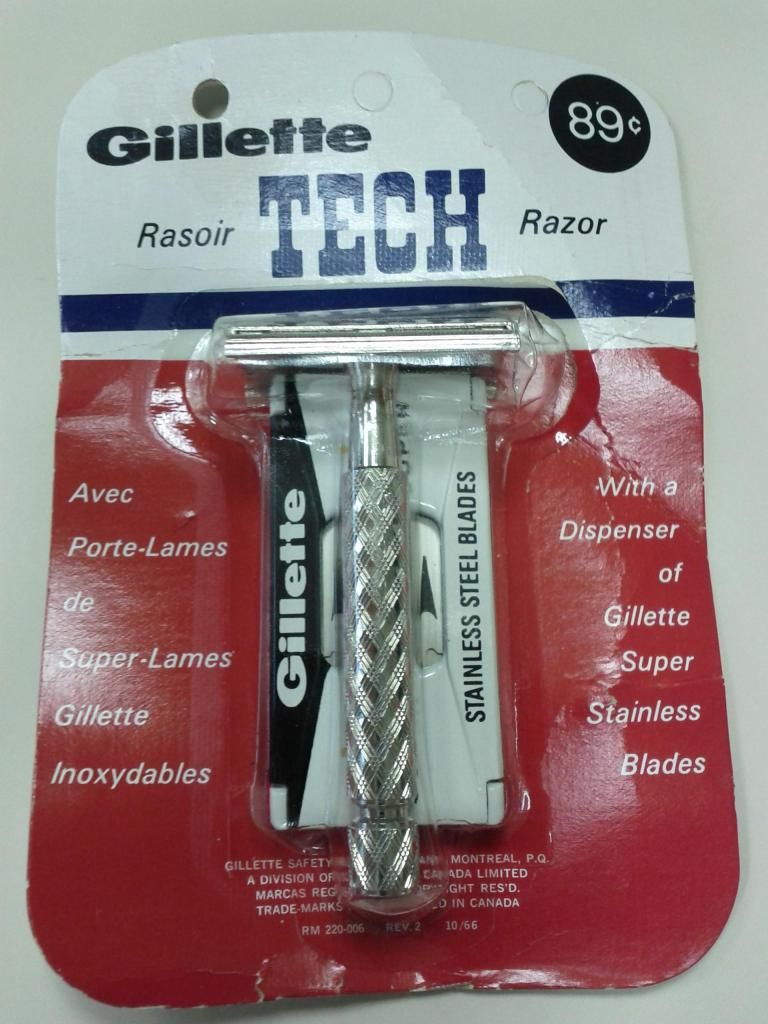 Gillette
89¢
Rasoir TECH Razor
Avec
Porte-Lames
de
Super-Lames
Gillette
Inoxydables
Gillette
STAINLESS STEEL BLADES
With a
Dispenser
of
Gillette
Super
Stainless
Blades
GILLETTE SAFETY MONTREAL, P.Q.
A DIVISION OF CANADA LIMITED
MARCAS REG RES'D.
TRADE-MARKS IN CANADA
RM 220-006 REV. 2 10/66